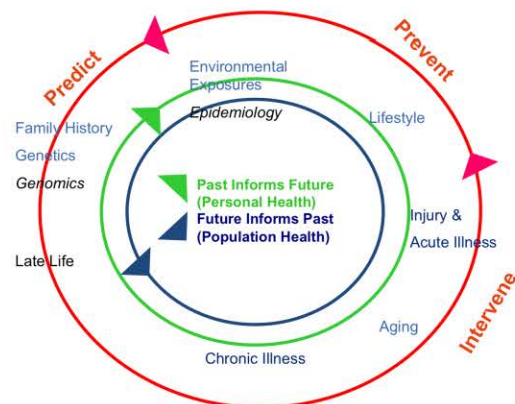 Predict
Prevent
Environmental
Exposures
Epidemiology
Lifestyle
Family History
Genetics
Genomics
Past Informs Future
(Personal Health)
Future Informs Past
(Population Health)
Injury &
Acute Illness
Late Life
Intervene
Aging
Chronic Illness